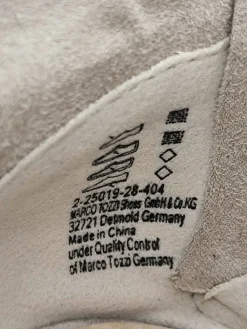 2-25019-28-404
MARCO TOZZI Shoes GmbH & Co.KG
32721 Detmold Germany
Made in China
under Quality Control
of Marco Tozzi Germany